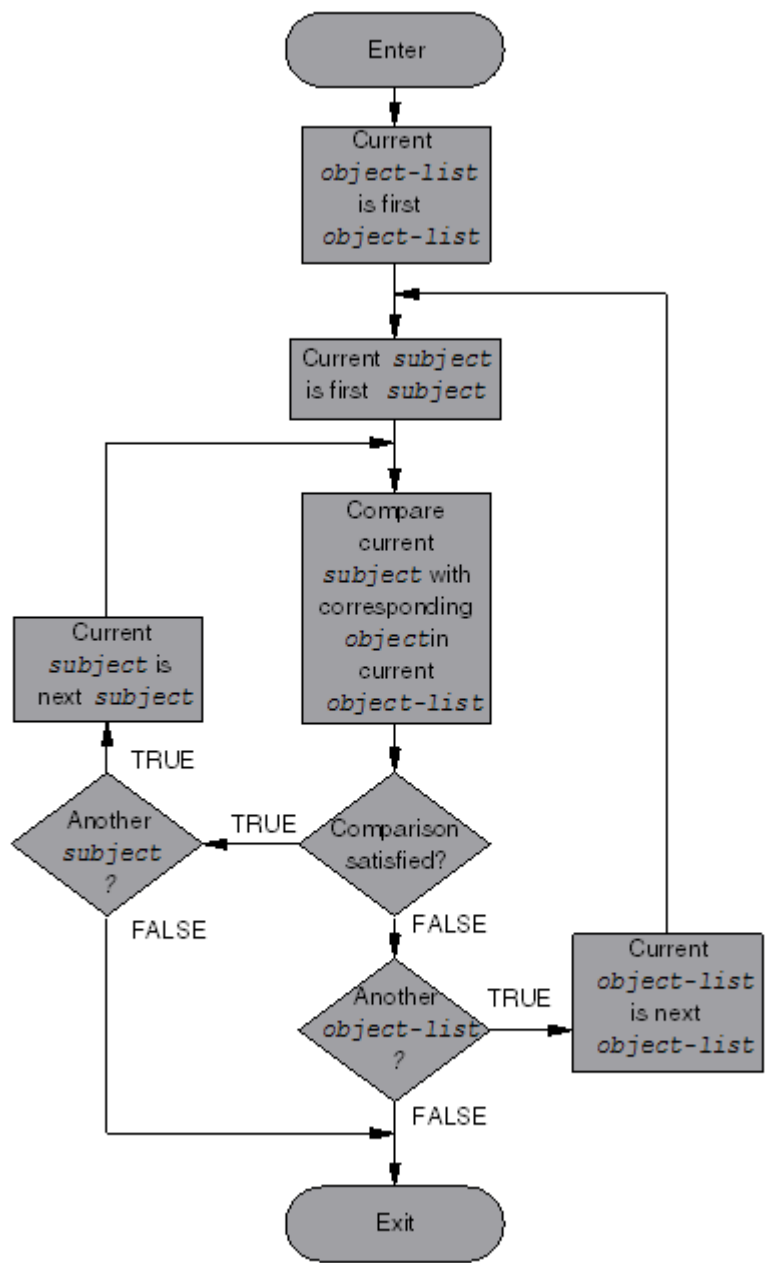 Enter
Current
object-list
is first
object-list
Current subject
is first subject
Compare
current
subject with
corresponding
objectin
current
object-list
Current
subject is
next subject
TRUE
Another
subject
?
TRUE
Comparison
satisfied?
FALSE
FALSE
Another
object-list
?
TRUE
Current
object-list
is next
object-list
FALSE
Exit